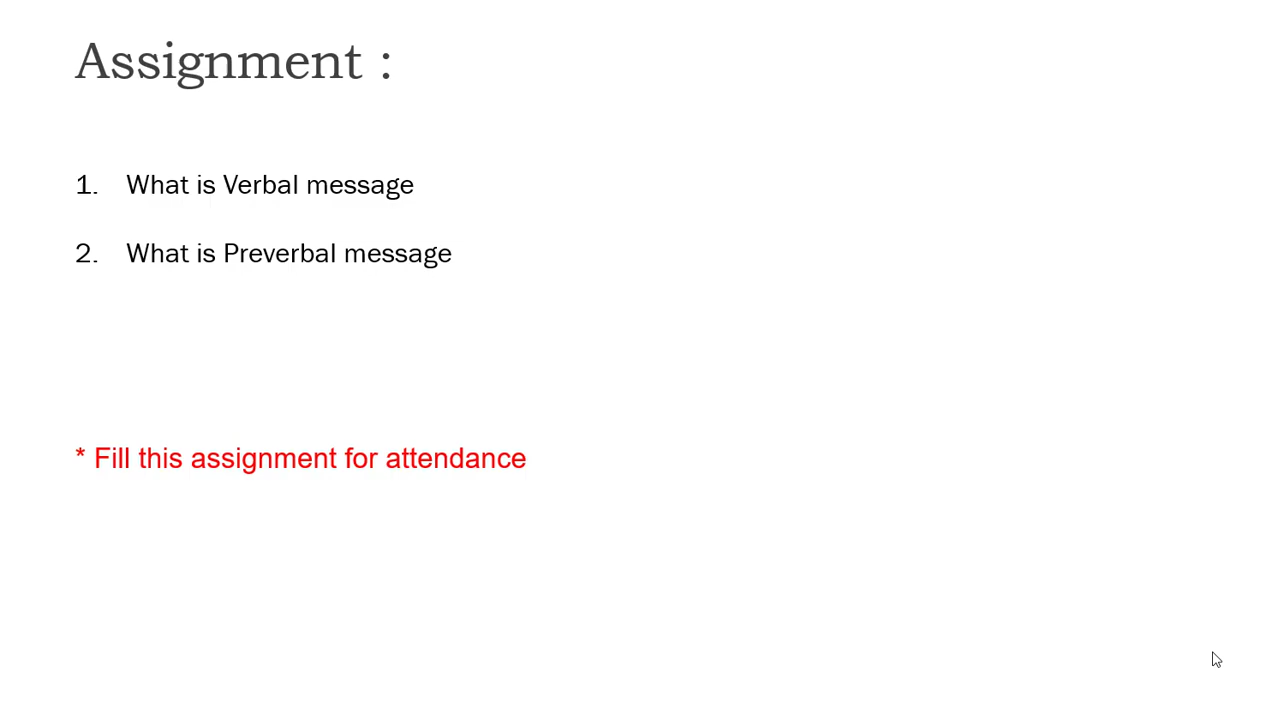 Assignment :
1. What is Verbal message
2. What is Preverbal message
* Fill this assignment for attendance